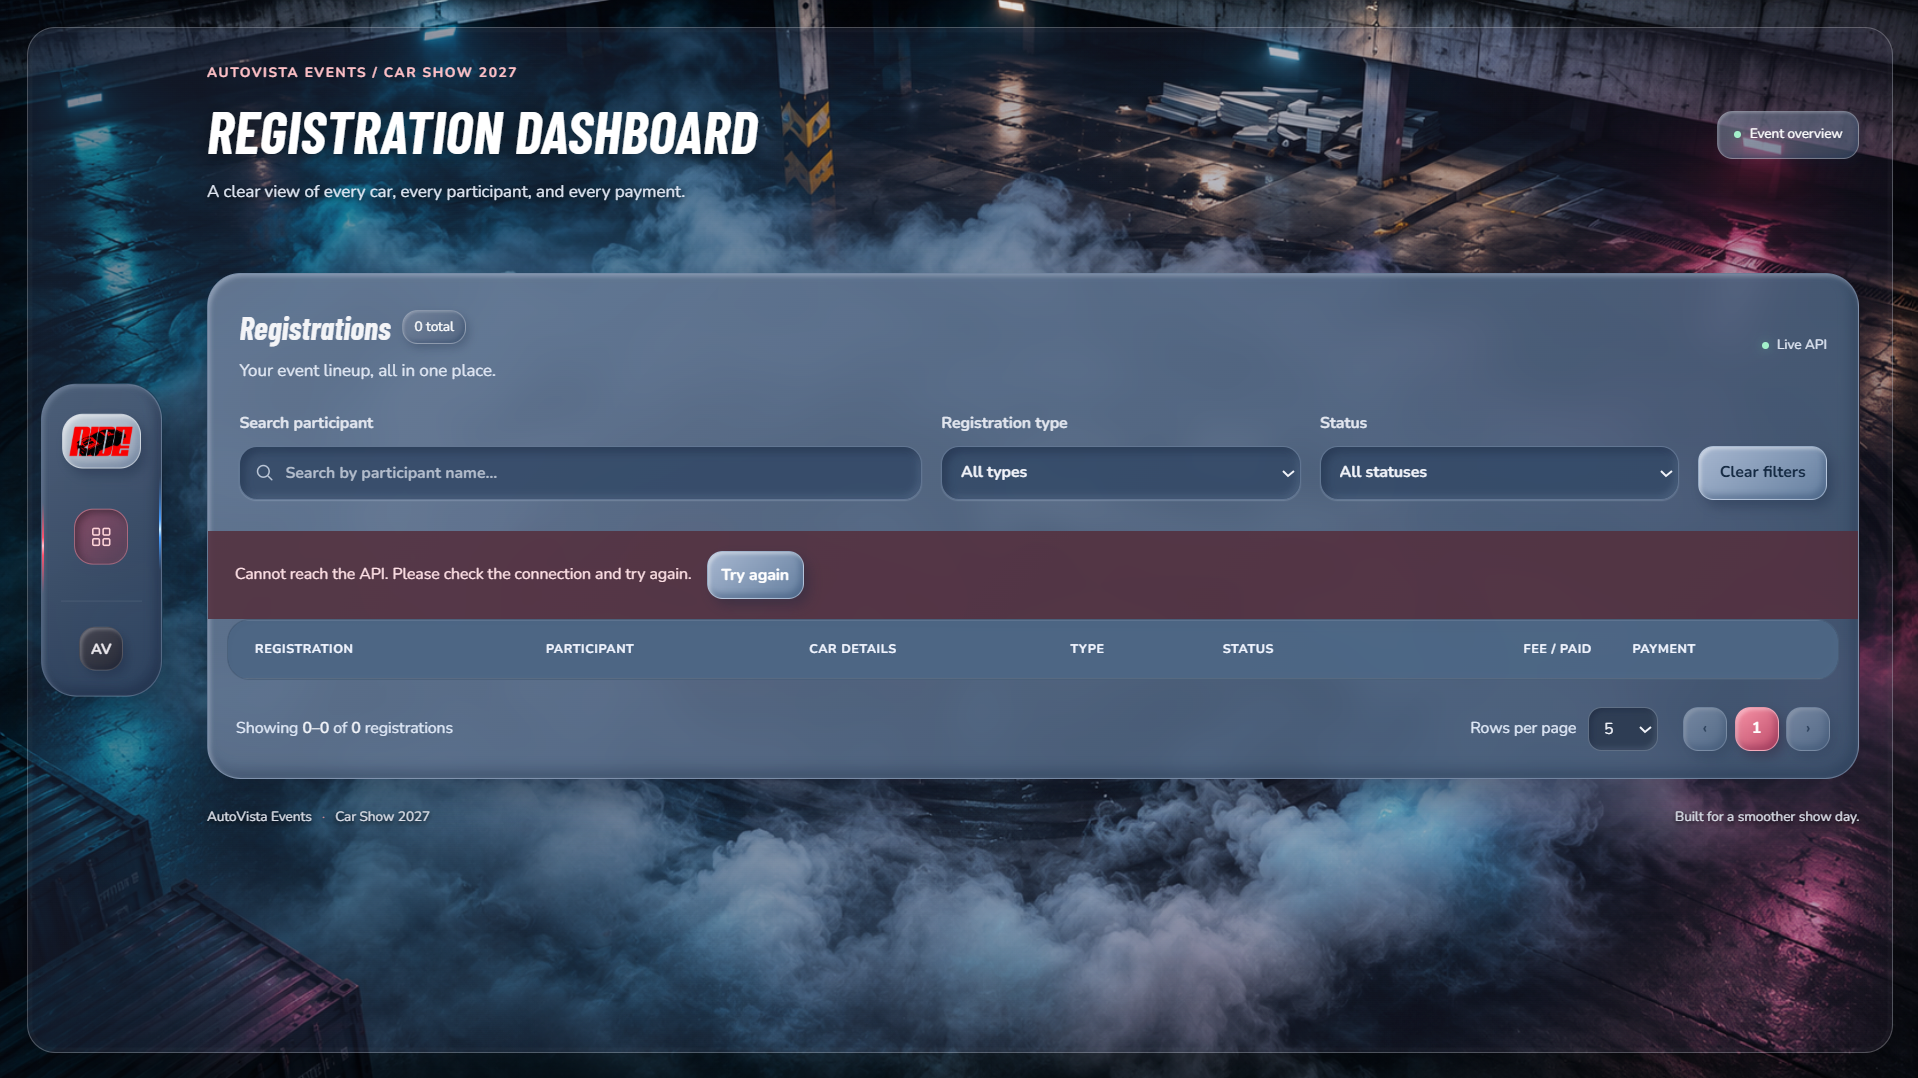 AUTOVISTA EVENTS / CAR SHOW 2027
REGISTRATION DASHBOARD
A clear view of every car, every participant, and every payment.
Event overview
Registrations
0 total
Your event lineup, all in one place.
Live API
Search participant
Registration type
Status
Search by participant name...
All types
All statuses
Clear filters
Cannot reach the API. Please check the connection and try again.
Try again
AV
REGISTRATION PARTICIPANT CAR DETAILS TYPE STATUS FEE / PAID PAYMENT
Showing 0–0 of 0 registrations
Rows per page
5
‹ 1 ›
AutoVista Events · Car Show 2027
Built for a smoother show day.